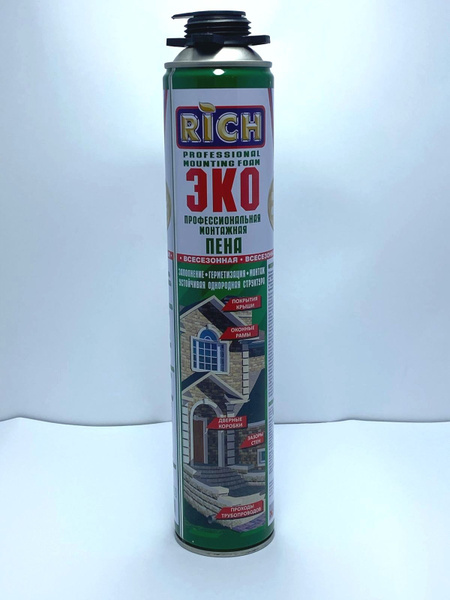 RICH
PROFESSIONAL
MOUNTING FOAM
ЭКО
ПРОФЕССИОНАЛЬНАЯ
МОНТАЖНАЯ
ПЕНА
• ВСЕСЕЗОННАЯ • ВСЕСЕЗОН
ЗАПОЛНЕНИЕ • ГЕРМЕТИЗАЦИЯ • МОНТАЖ
УСТОЙЧИВАЯ ОДНОРОДНАЯ СТРУКТУРА
ПОКРЫТИЯ
КРЫШИ
ОКОННЫЕ
РАМЫ
ДВЕРНЫЕ
КОРОБКИ
ЗАЗОРЫ
СТЕН
ПРОХОДЫ
ТРУБОПРОВОДОВ